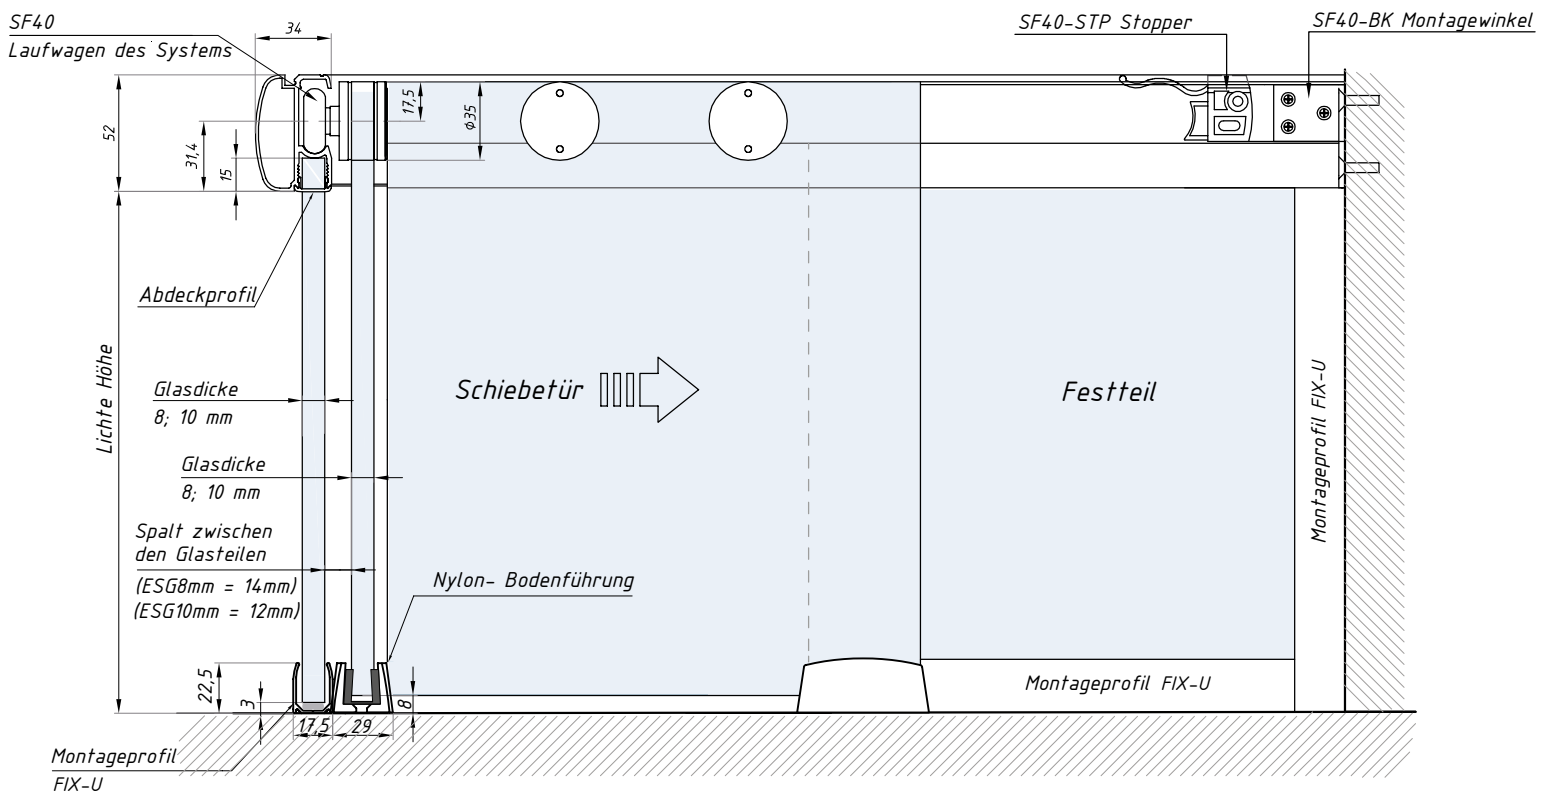 SF40
Laufwagen des Systems
SF40-STP Stopper
SF40-BK Montagewinkel
34
52
31,4
15
17,5
Φ35
Abdeckprofil
Lichte Höhe
Glasdicke
8; 10 mm
Glasdicke
8; 10 mm
Schiebetür
Festteil
Montageprofil FIX-U
Spalt zwischen
den Glasteilen
(ESG8mm = 14mm)
(ESG10mm = 12mm)
Nylon- Bodenführung
22,5
3
8
17,5
29
Montageprofil FIX-U
Montageprofil
FIX-U